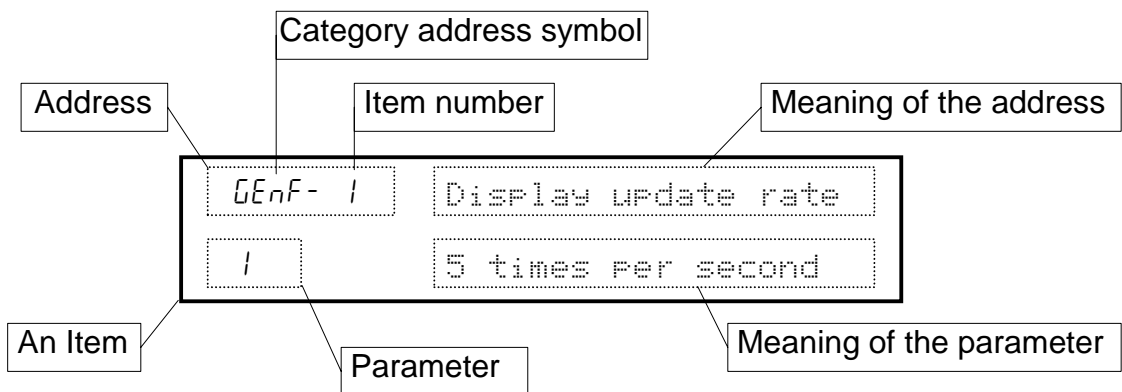 Category address symbol
Address
Item number
Meaning of the address
GEnF- 1
Display update rate
1
5 times per second
An Item
Parameter
Meaning of the parameter